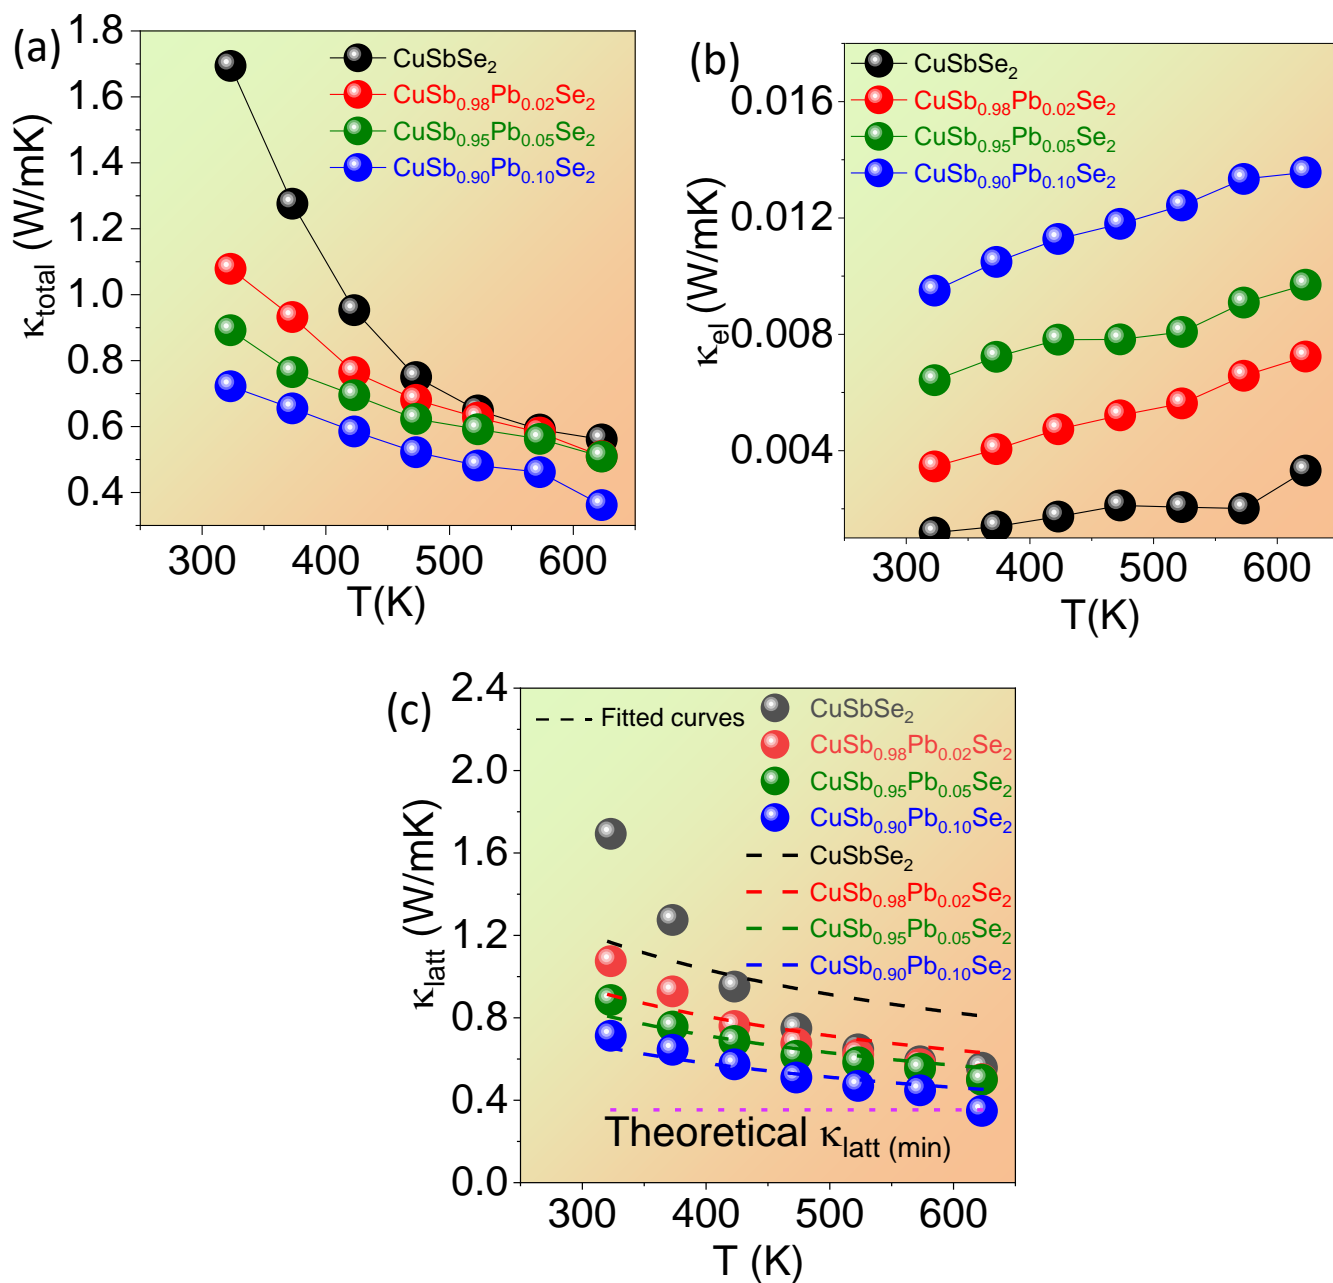 (a)
CuSbSe₂
CuSb₀.₉₈Pb₀.₀₂Se₂
CuSb₀.₉₅Pb₀.₀₅Se₂
CuSb₀.₉₀Pb₀.₁₀Se₂
κtotal (W/mK)
1.8
1.6
1.4
1.2
1.0
0.8
0.6
0.4
300 400 500 600
T(K)
(b)
CuSbSe₂
CuSb₀.₉₈Pb₀.₀₂Se₂
CuSb₀.₉₅Pb₀.₀₅Se₂
CuSb₀.₉₀Pb₀.₁₀Se₂
κel (W/mK)
0.016
0.012
0.008
0.004
300 400 500 600
T(K)
(c)
Fitted curves
CuSbSe₂
CuSb₀.₉₈Pb₀.₀₂Se₂
CuSb₀.₉₅Pb₀.₀₅Se₂
CuSb₀.₉₀Pb₀.₁₀Se₂
CuSbSe₂
CuSb₀.₉₈Pb₀.₀₂Se₂
CuSb₀.₉₅Pb₀.₀₅Se₂
CuSb₀.₉₀Pb₀.₁₀Se₂
κlatt (W/mK)
2.4
2.0
1.6
1.2
0.8
0.4
0.0
Theoretical κlatt (min)
300 400 500 600
T (K)